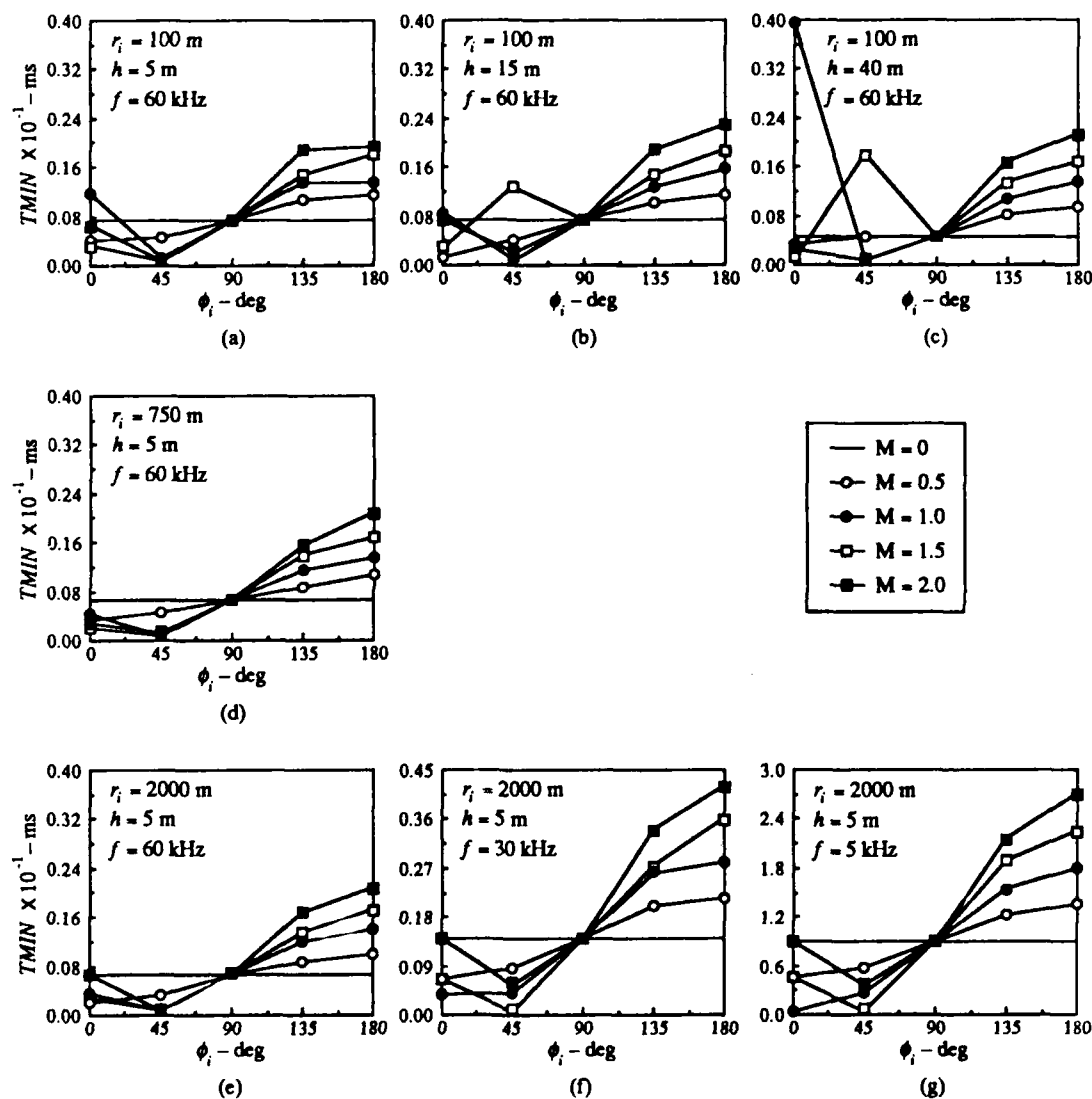 0.40
0.32
0.24
0.16
0.08
0.00
TMIN X 10⁻¹ – ms
r_i = 100 m
h = 5 m
f = 60 kHz
0 45 90 135 180
ϕ_i – deg
(a)
0.40
0.32
0.24
0.16
0.08
0.00
r_i = 100 m
h = 15 m
f = 60 kHz
0 45 90 135 180
ϕ_i – deg
(b)
0.40
0.32
0.24
0.16
0.08
0.00
r_i = 100 m
h = 40 m
f = 60 kHz
0 45 90 135 180
ϕ_i – deg
(c)
0.40
0.32
0.24
0.16
0.08
0.00
TMIN X 10⁻¹ – ms
r_i = 750 m
h = 5 m
f = 60 kHz
0 45 90 135 180
ϕ_i – deg
(d)
M = 0
M = 0.5
M = 1.0
M = 1.5
M = 2.0
0.40
0.32
0.24
0.16
0.08
0.00
TMIN X 10⁻¹ – ms
r_i = 2000 m
h = 5 m
f = 60 kHz
0 45 90 135 180
ϕ_i – deg
(e)
0.45
0.36
0.27
0.18
0.09
0.00
r_i = 2000 m
h = 5 m
f = 30 kHz
0 45 90 135 180
ϕ_i – deg
(f)
3.0
2.4
1.8
1.2
0.6
0.0
r_i = 2000 m
h = 5 m
f = 5 kHz
0 45 90 135 180
ϕ_i – deg
(g)